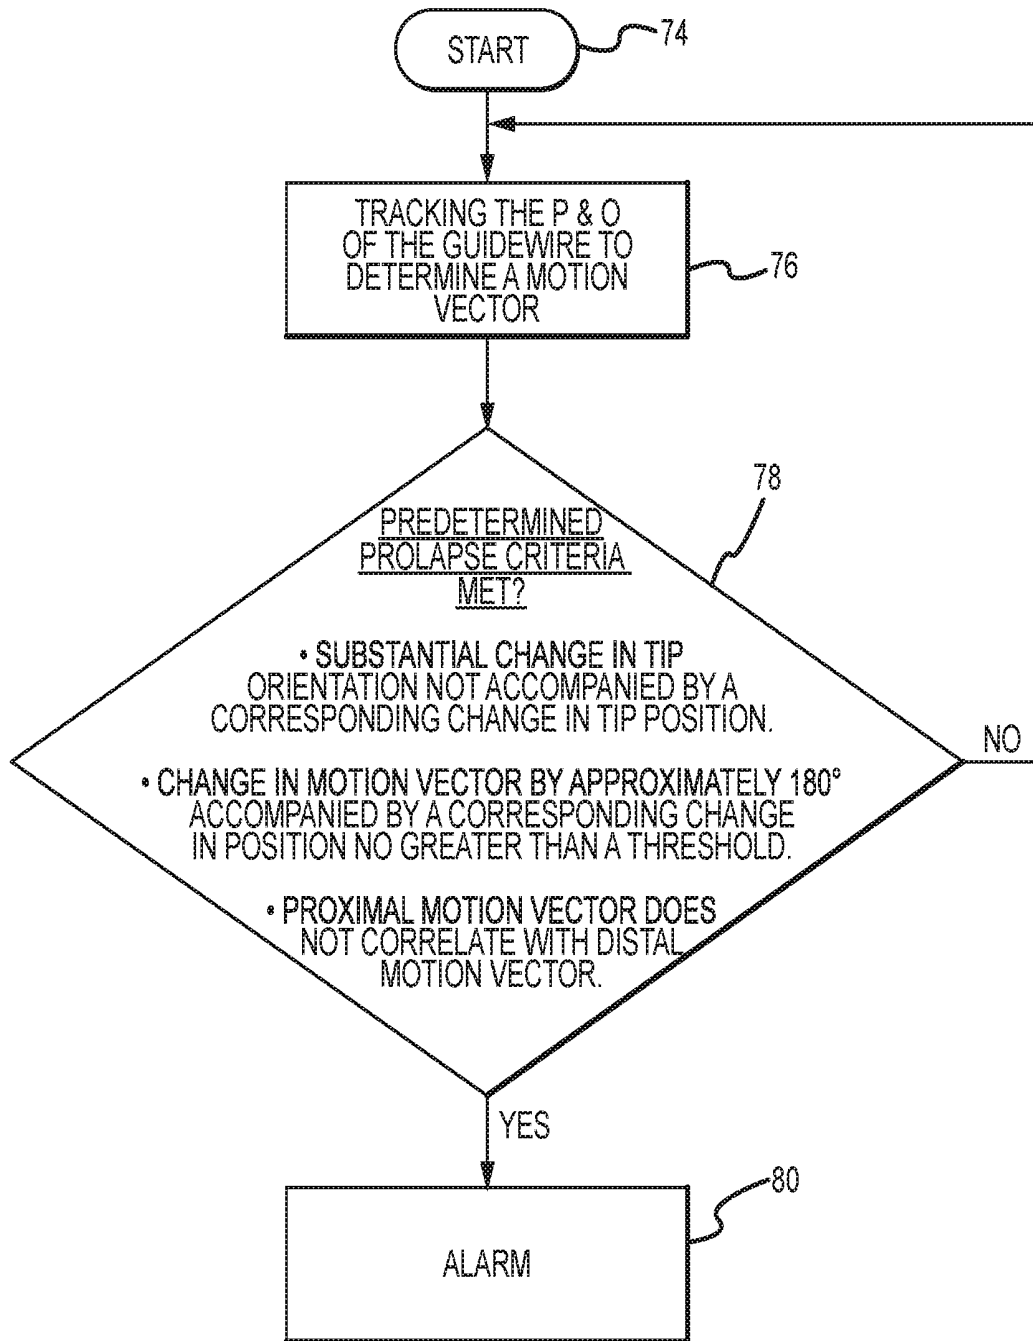 START
74
TRACKING THE P & O
OF THE GUIDEWIRE TO
DETERMINE A MOTION
VECTOR
76
78
PREDETERMINED
PROLAPSE CRITERIA
MET?
• SUBSTANTIAL CHANGE IN TIP
ORIENTATION NOT ACCOMPANIED BY A
CORRESPONDING CHANGE IN TIP POSITION.
NO
• CHANGE IN MOTION VECTOR BY APPROXIMATELY 180°
ACCOMPANIED BY A CORRESPONDING CHANGE
IN POSITION NO GREATER THAN A THRESHOLD.
• PROXIMAL MOTION VECTOR DOES
NOT CORRELATE WITH DISTAL
MOTION VECTOR.
YES
80
ALARM